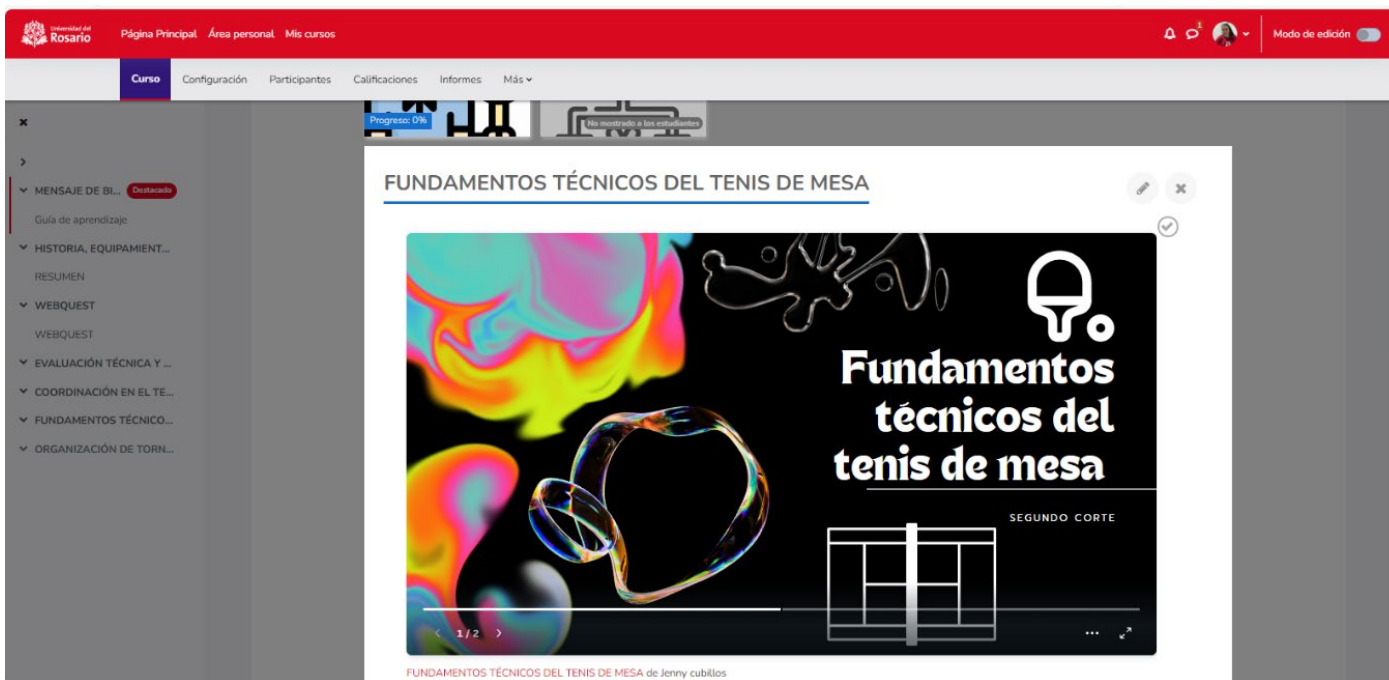 Universidad del
Rosario
Página Principal Área personal Mis cursos
1
Modo de edición
Curso Configuración Participantes Calificaciones Informes Más
Progreso: 0%
No mostrado a los estudiantes
MENSAJE DE BI... Destacado
Guía de aprendizaje
HISTORIA, EQUIPAMIENT...
RESUMEN
WEBQUEST
WEBQUEST
EVALUACIÓN TÉCNICA Y ...
COORDINACIÓN EN EL TE...
FUNDAMENTOS TÉCNICO...
ORGANIZACIÓN DE TORN...
FUNDAMENTOS TÉCNICOS DEL TENIS DE MESA
Fundamentos
técnicos del
tenis de mesa
SEGUNDO CORTE
1 / 2
FUNDAMENTOS TÉCNICOS DEL TENIS DE MESA de Jenny cubillos